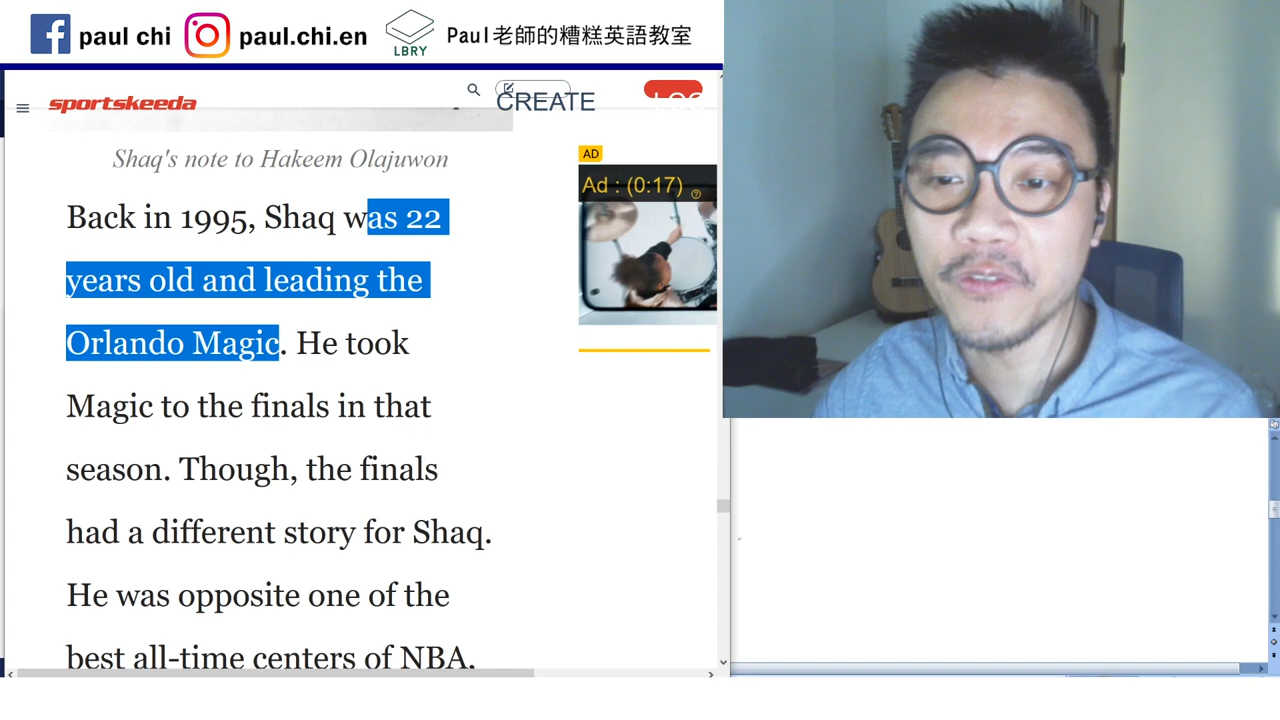 paul chi
paul.chi.en
LBRY
Paul老師的糟糕英語教室
sportskeeda
CREATE
Shaq's note to Hakeem Olajuwon
AD
Ad : (0:17)
Back in 1995, Shaq was 22
years old and leading the
Orlando Magic. He took
Magic to the finals in that
season. Though, the finals
had a different story for Shaq.
He was opposite one of the
best all-time centers of NBA,